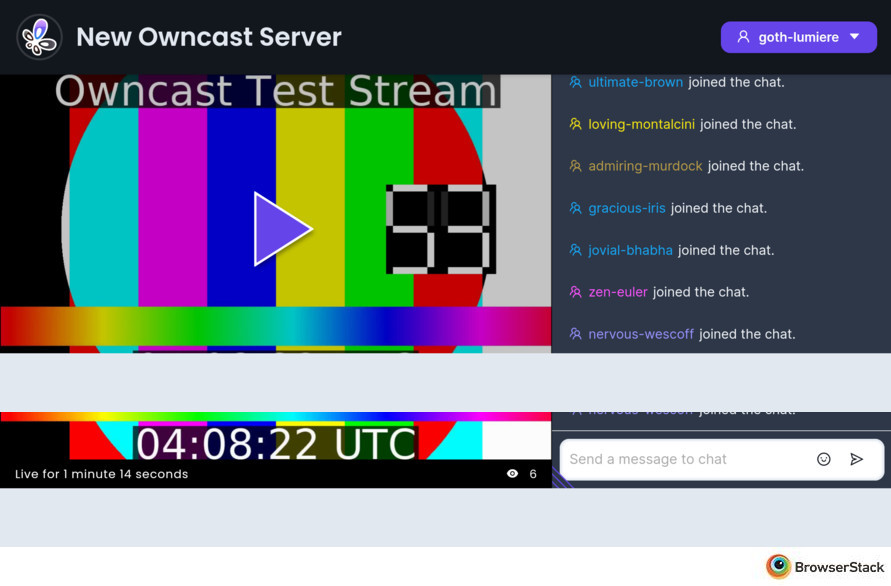 New Owncast Server
goth-lumiere
Owncast Test Stream
ultimate-brown joined the chat.
loving-montalcini joined the chat.
admiring-murdock joined the chat.
gracious-iris joined the chat.
jovial-bhabha joined the chat.
zen-euler joined the chat.
nervous-wescoff joined the chat.
nervous-wescoff joined the chat.
04:08:22 UTC
Send a message to chat
Live for 1 minute 14 seconds
6
BrowserStack